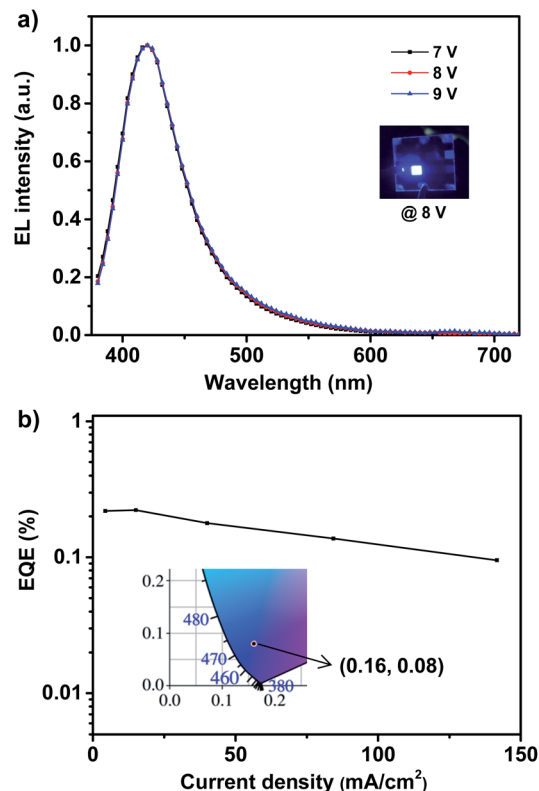 a)
1.0
0.8
0.6
0.4
0.2
0.0
EL intensity (a.u.)
7 V
8 V
9 V
@ 8 V
400
500
600
700
Wavelength (nm)
b)
1
0.1
0.01
EQE (%)
0.2
0.1
0.0
480
470
460
380
0.0
0.1
0.2
(0.16, 0.08)
0
50
100
150
Current density (mA/cm²)